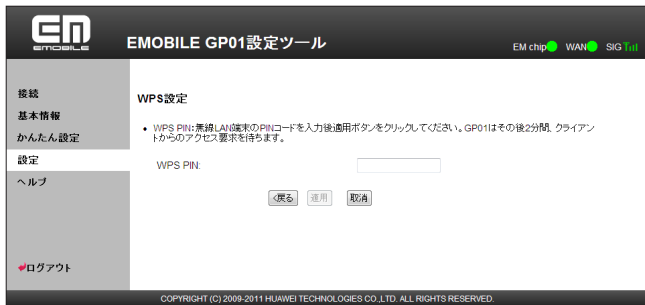 EM
EMOBILE
EMOBILE GP01設定ツール
EM chip WAN SIG
接続
基本情報
かんたん設定
設定
ヘルプ
ログアウト
WPS設定
WPS PIN:無線LAN端末のPINコードを入力後適用ボタンをクリックしてください。GP01はその後2分間、クライアン
トからのアクセス要求を待ちます。
WPS PIN:
<戻る 適用 取消
COPYRIGHT (C) 2009-2011 HUAWEI TECHNOLOGIES CO.,LTD. ALL RIGHTS RESERVED.